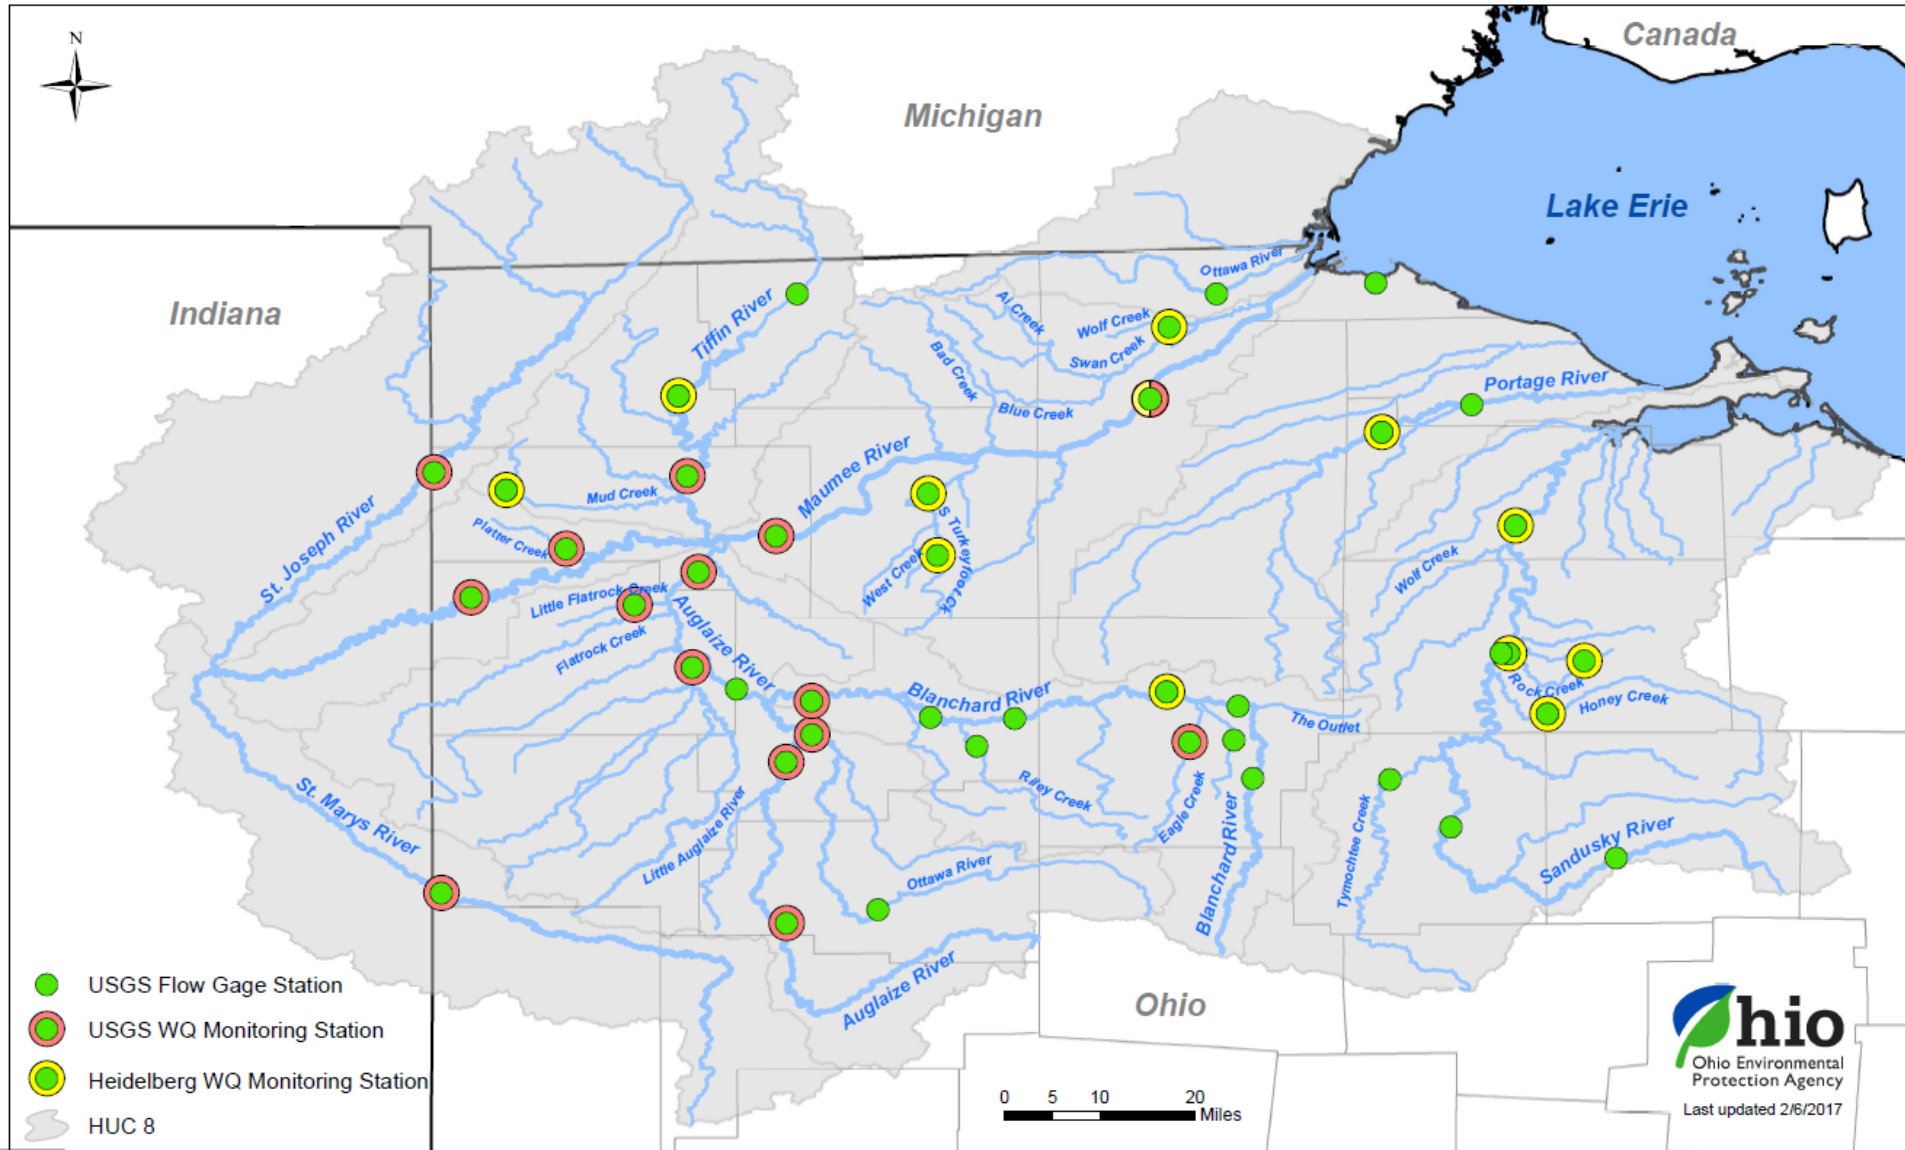 N
Canada
Michigan
Lake Erie
Indiana
Ottawa River
Tiffin River
Ai Creek
Wolf Creek
Swan Creek
Bad Creek
Blue Creek
Portage River
Maumee River
Mud Creek
St. Joseph River
Platter Creek
S Turkeyfoot Ck
West Creek
Wolf Creek
Little Flatrock Creek
Auglaize River
Flatrock Creek
Blanchard River
Rock Creek
Honey Creek
The Outlet
St. Marys River
Riley Creek
Eagle Creek
Little Auglaize River
Blanchard River
Tymochtee Creek
Sandusky River
Ottawa River
Auglaize River
Ohio
USGS Flow Gage Station
USGS WQ Monitoring Station
Heidelberg WQ Monitoring Station
HUC 8
0 5 10 20
Miles
Ohio
Ohio Environmental
Protection Agency
Last updated 2/6/2017